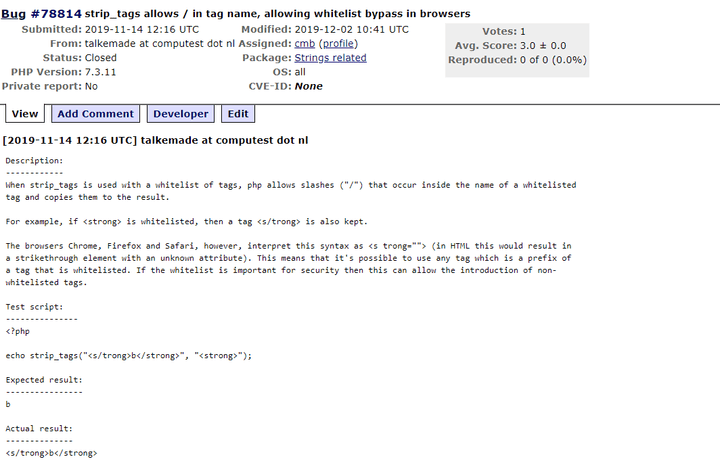 Bug #78814 strip_tags allows / in tag name, allowing whitelist bypass in browsers
Submitted: 2019-11-14 12:16 UTC Modified: 2019-12-02 10:41 UTC
From: talkemade at computest dot nl Assigned: cmb (profile)
Status: Closed Package: Strings related
PHP Version: 7.3.11 OS: all
Private report: No CVE-ID: None
Votes: 1
Avg. Score: 3.0 ± 0.0
Reproduced: 0 of 0 (0.0%)
View Add Comment Developer Edit
[2019-11-14 12:16 UTC] talkemade at computest dot nl
Description:
------------
When strip_tags is used with a whitelist of tags, php allows slashes ("/") that occur inside the name of a whitelisted
tag and copies them to the result.
For example, if <strong> is whitelisted, then a tag <s/trong> is also kept.
The browsers Chrome, Firefox and Safari, however, interpret this syntax as <s trong=""> (in HTML this would result in
a strikethrough element with an unknown attribute). This means that it's possible to use any tag which is a prefix of
a tag that is whitelisted. If the whitelist is important for security then this can allow the introduction of non-
whitelisted tags.
Test script:
---------------
<?php
echo strip_tags("<s/trong>b</strong>", "<strong>");
Expected result:
----------------
b
Actual result:
--------------
<s/trong>b</strong>